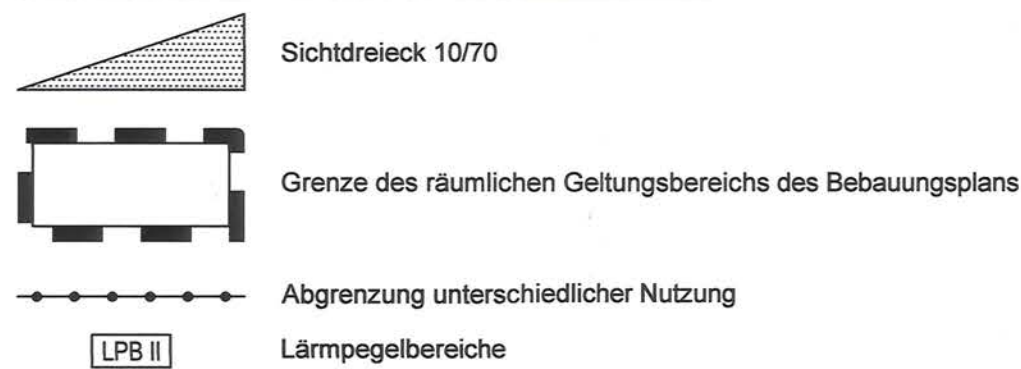 Sichtdreieck 10/70
Grenze des räumlichen Geltungsbereichs des Bebauungsplans
Abgrenzung unterschiedlicher Nutzung
LPB II Lärmpegelbereiche